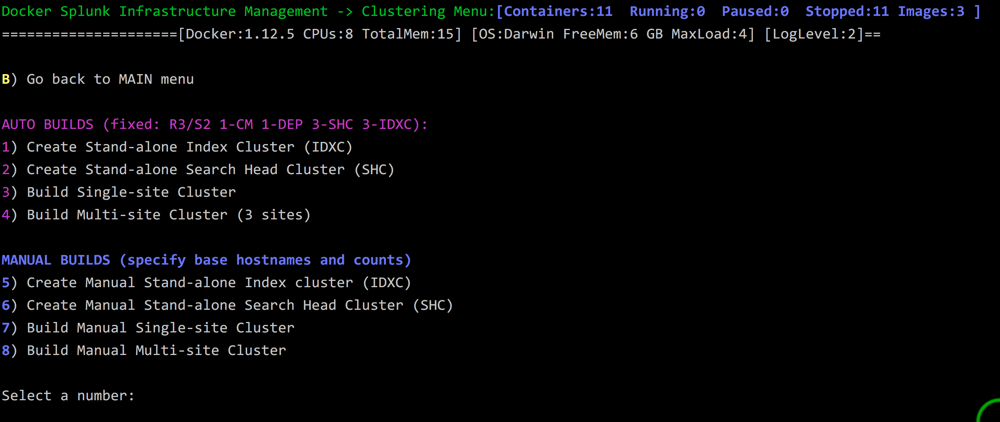 Docker Splunk Infrastructure Management -> Clustering Menu:[Containers:11  Running:0  Paused:0  Stopped:11 Images:3 ]
=====================[Docker:1.12.5 CPUs:8 TotalMem:15] [OS:Darwin FreeMem:6 GB MaxLoad:4] [LogLevel:2]==
B) Go back to MAIN menu
AUTO BUILDS (fixed: R3/S2 1-CM 1-DEP 3-SHC 3-IDXC):
1) Create Stand-alone Index Cluster (IDXC)
2) Create Stand-alone Search Head Cluster (SHC)
3) Build Single-site Cluster
4) Build Multi-site Cluster (3 sites)
MANUAL BUILDS (specify base hostnames and counts)
5) Create Manual Stand-alone Index cluster (IDXC)
6) Create Manual Stand-alone Search Head Cluster (SHC)
7) Build Manual Single-site Cluster
8) Build Manual Multi-site Cluster
Select a number: